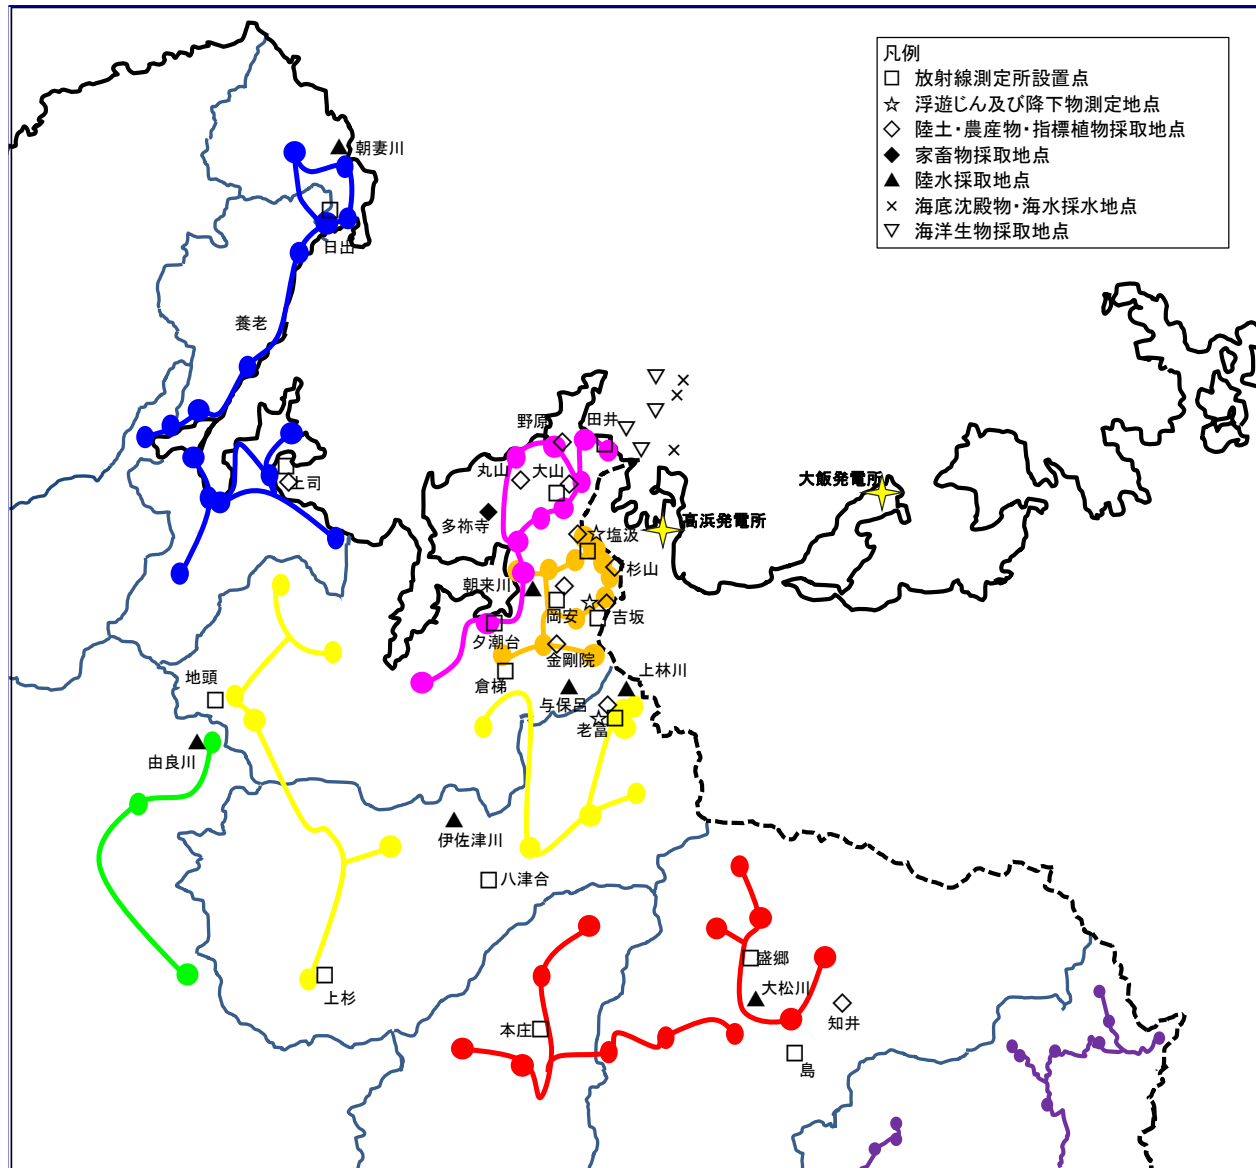 凡例
放射線測定所設置点
浮遊じん及び降下物測定地点
陸土・農産物・指標植物採取地点
家畜物採取地点
陸水採取地点
海底沈殿物・海水採水地点
海洋生物採取地点
朝妻川
日出
養老
野原
田井
丸山
大山
上司
大飯発電所
多祢寺
高浜発電所
塩汲
杉山
朝来川
岡安
吉坂
夕潮台
金剛院
倉梯
上林川
地頭
与保呂
老富
由良川
伊佐津川
八津合
盛郷
上杉
大松川
本庄
知井
島